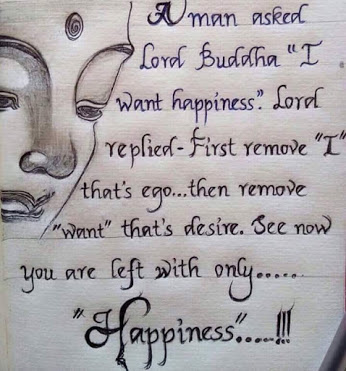 A man asked
Lord Buddha "I
want happiness". Lord
replied - First remove "I"
that's ego...then remove
"want" that's desire. See now
you are left with only......
"Happiness".....!!!